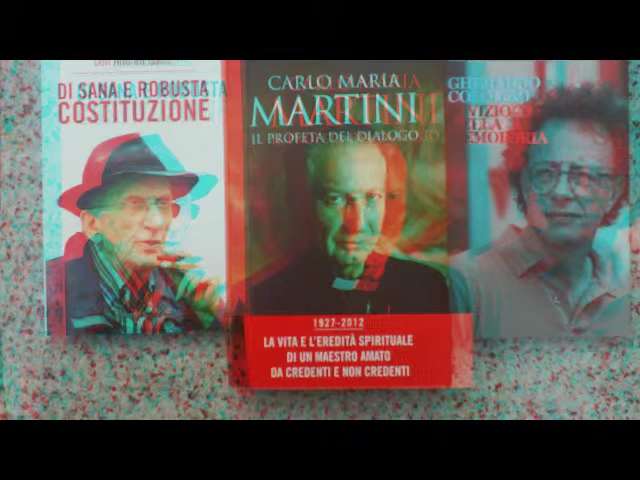 DI SANA E ROBUSTA
COSTITUZIONE
CARLO MARIA
MARTINI
IL PROFETA DEL DIALOGO
1927-2012
LA VITA E L'EREDITÀ SPIRITUALE
DI UN MAESTRO AMATO
DA CREDENTI E NON CREDENTI